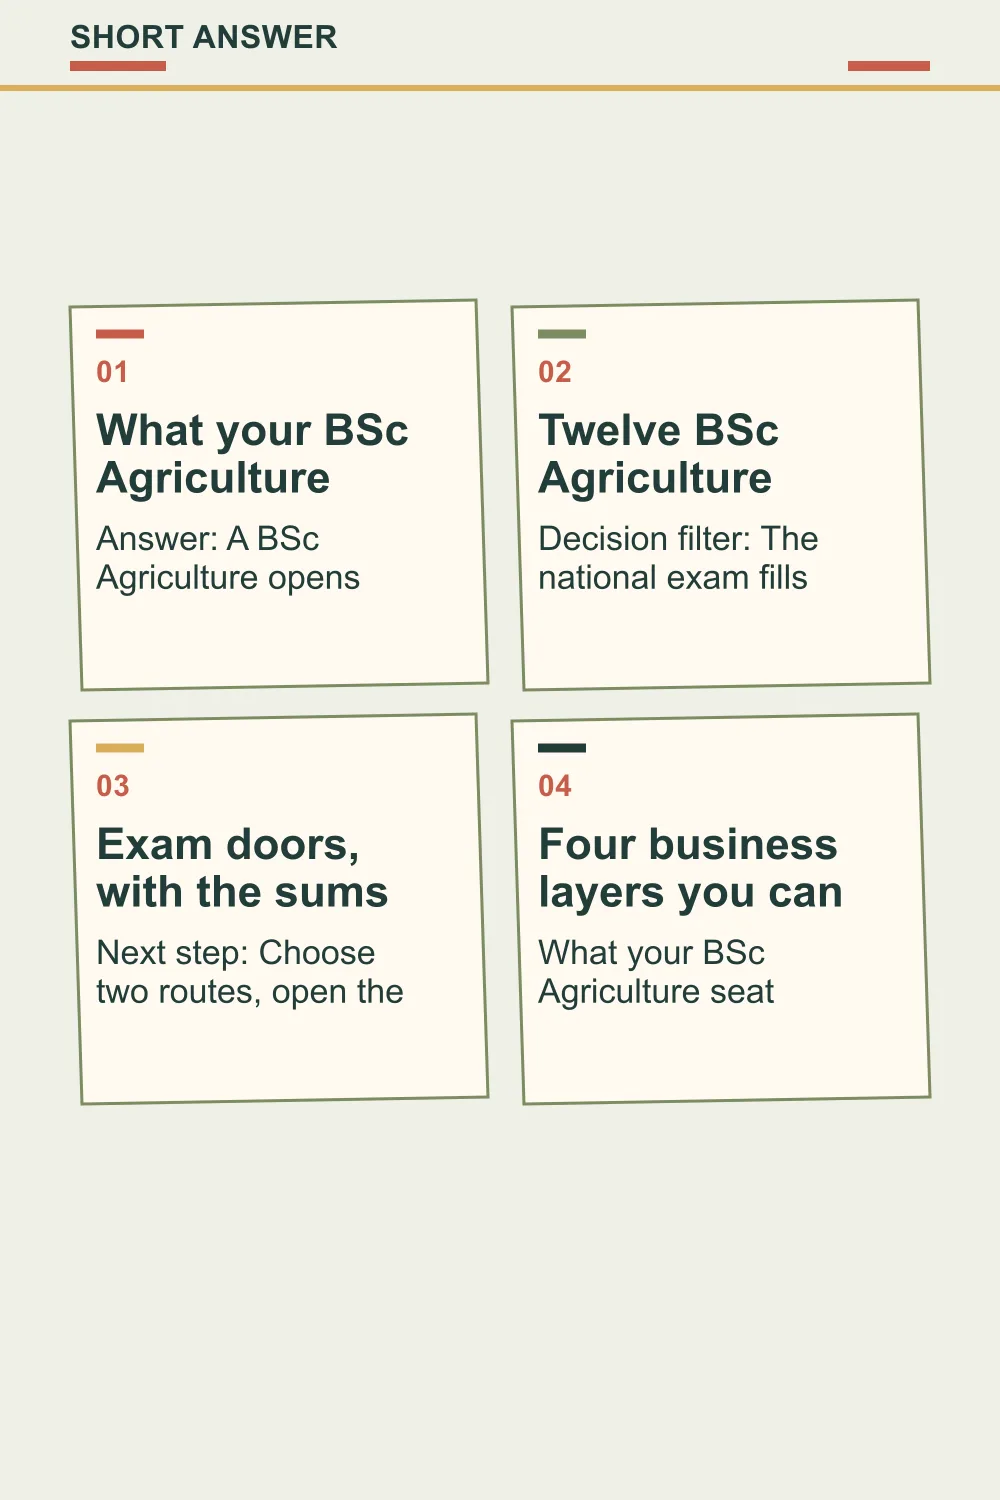 SHORT ANSWER
01
What your BSc
Agriculture
Answer: A BSc
Agriculture opens
02
Twelve BSc
Agriculture
Decision filter: The
national exam fills
03
Exam doors,
with the sums
Next step: Choose
two routes, open the
04
Four business
layers you can
What your BSc
Agriculture seat